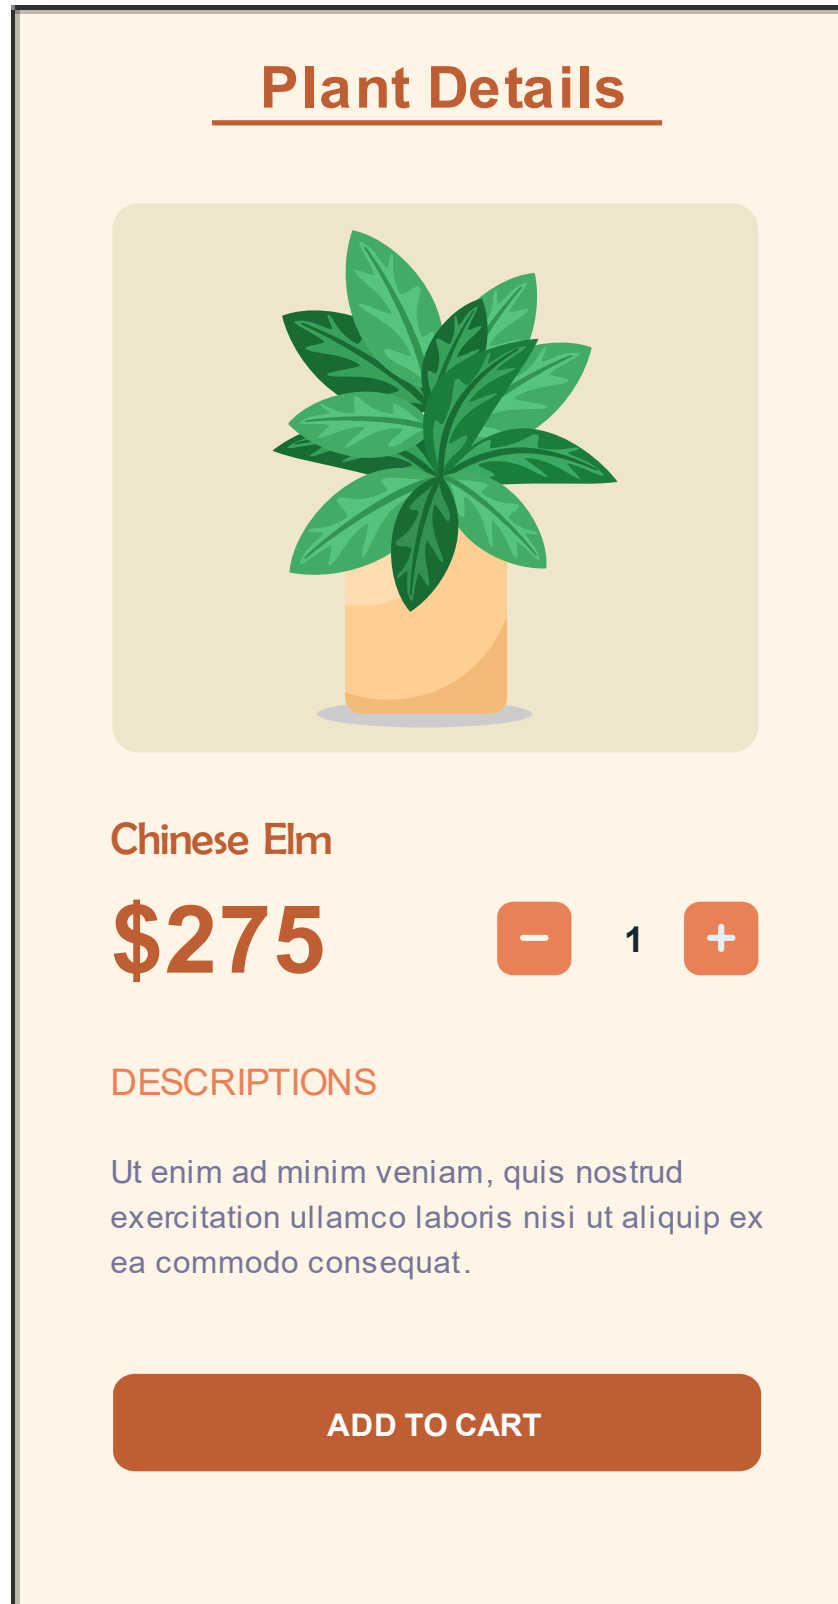 Plant Details
Chinese Elm
$275
1
DESCRIPTIONS
Ut enim ad minim veniam, quis nostrud
exercitation ullamco laboris nisi ut aliquip ex
ea commodo consequat.
ADD TO CART